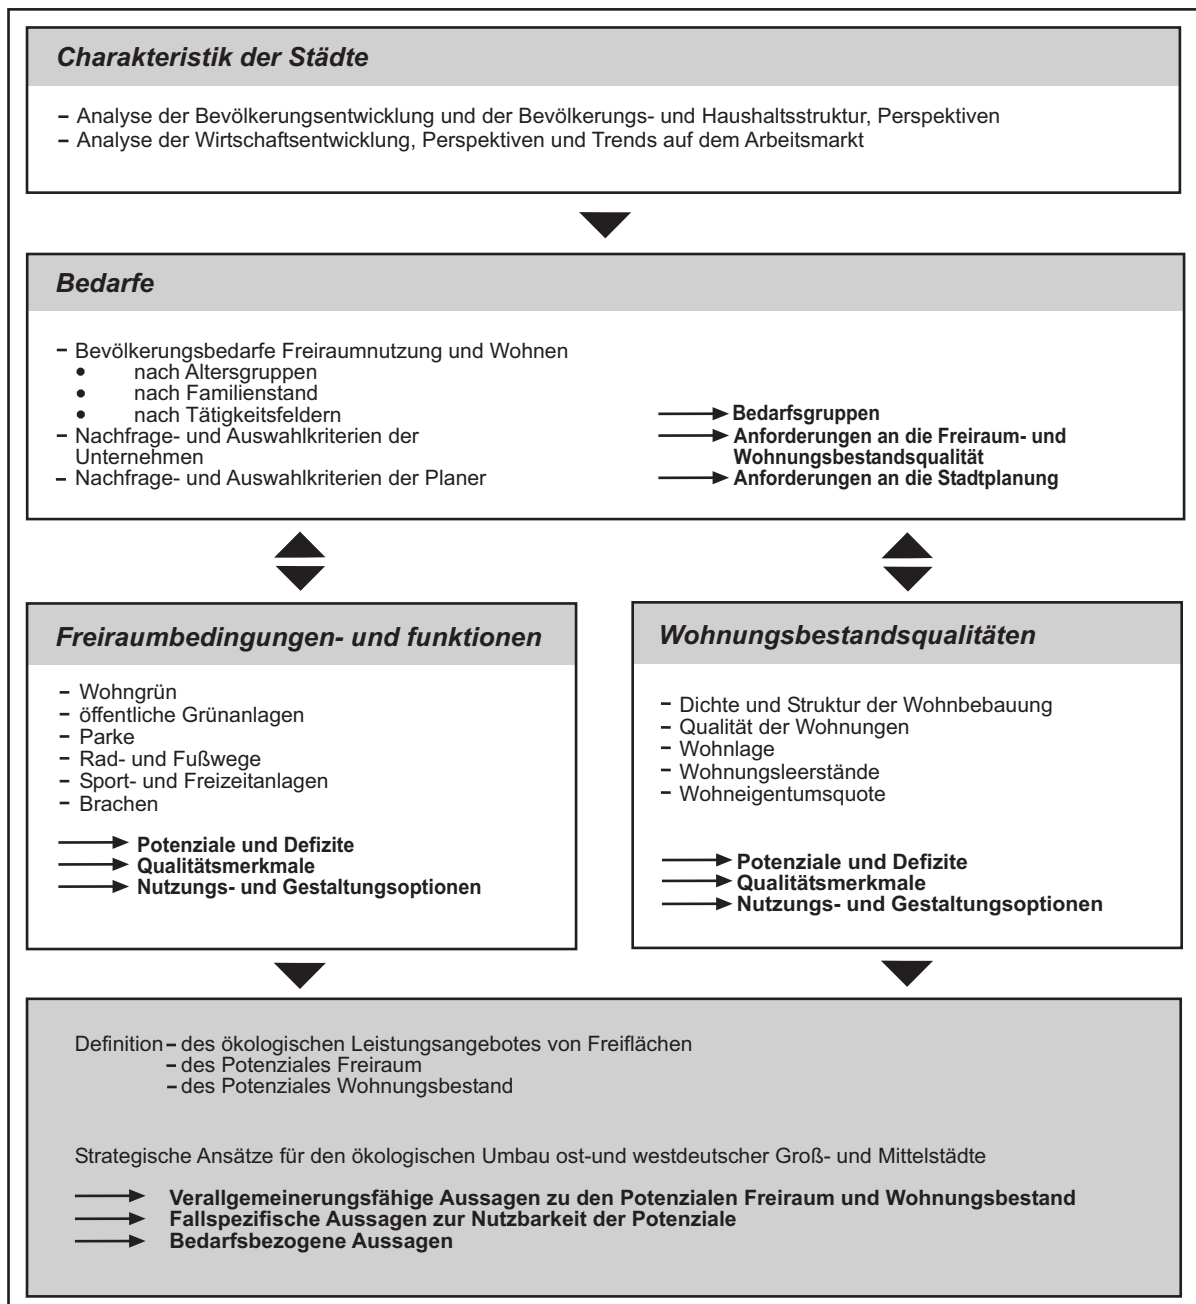 Charakteristik der Städte
– Analyse der Bevölkerungsentwicklung und der Bevölkerungs- und Haushaltsstruktur, Perspektiven
– Analyse der Wirtschaftsentwicklung, Perspektiven und Trends auf dem Arbeitsmarkt
Bedarfe
– Bevölkerungsbedarfe Freiraumnutzung und Wohnen
• nach Altersgruppen
• nach Familienstand
• nach Tätigkeitsfeldern
– Nachfrage- und Auswahlkriterien der
Unternehmen
– Nachfrage- und Auswahlkriterien der Planer
Bedarfsgruppen
Anforderungen an die Freiraum- und
Wohnungsbestandsqualität
Anforderungen an die Stadtplanung
Freiraumbedingungen- und funktionen
– Wohngrün
– öffentliche Grünanlagen
– Parke
– Rad- und Fußwege
– Sport- und Freizeitanlagen
– Brachen
Potenziale und Defizite
Qualitätsmerkmale
Nutzungs- und Gestaltungsoptionen
Wohnungsbestandsqualitäten
– Dichte und Struktur der Wohnbebauung
– Qualität der Wohnungen
– Wohnlage
– Wohnungsleerstände
– Wohneigentumsquote
Potenziale und Defizite
Qualitätsmerkmale
Nutzungs- und Gestaltungsoptionen
Definition – des ökologischen Leistungsangebotes von Freiflächen
– des Potenziales Freiraum
– des Potenziales Wohnungsbestand
Strategische Ansätze für den ökologischen Umbau ost-und westdeutscher Groß- und Mittelstädte
Verallgemeinerungsfähige Aussagen zu den Potenzialen Freiraum und Wohnungsbestand
Fallspezifische Aussagen zur Nutzbarkeit der Potenziale
Bedarfsbezogene Aussagen